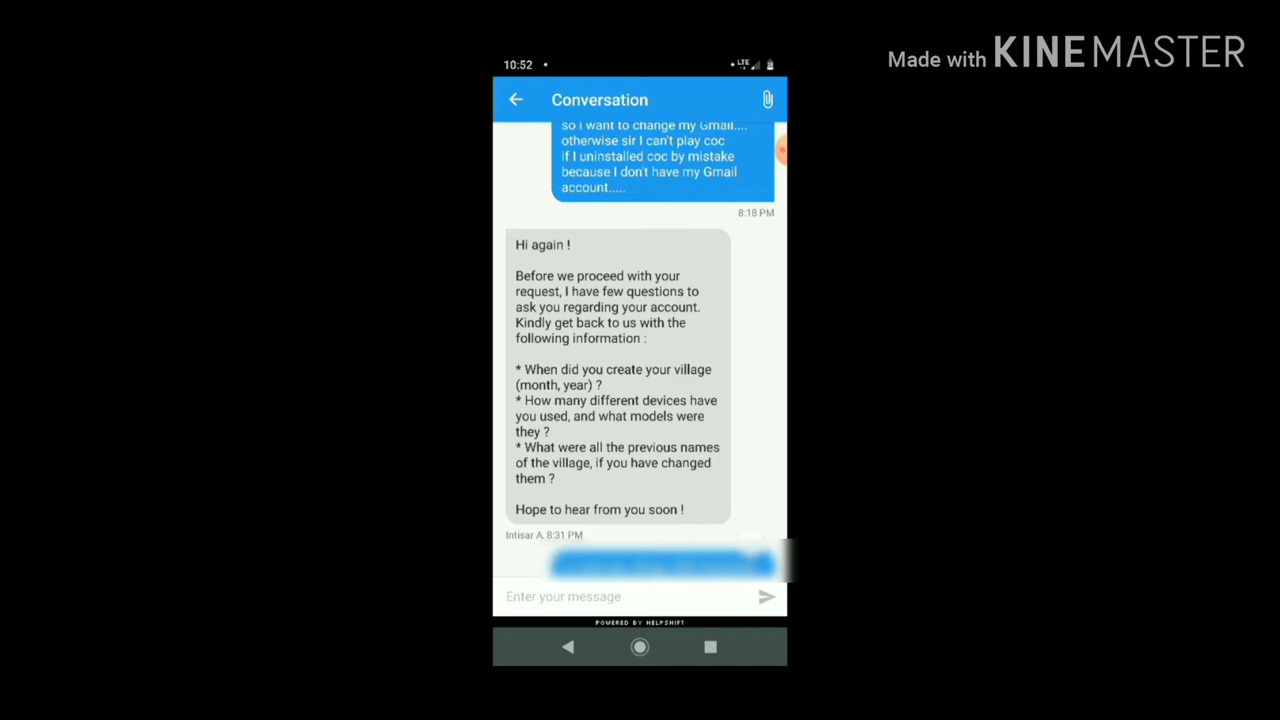 Made with KINEMASTER
10:52
LTE
Conversation
so I want to change my Gmail....
otherwise sir I can't play coc
if I uninstalled coc by mistake
because I don't have my Gmail
account.....
8:18 PM
Hi again !
Before we proceed with your
request, I have few questions to
ask you regarding your account.
Kindly get back to us with the
following information :
* When did you create your village
(month, year) ?
* How many different devices have
you used, and what models were
they ?
* What were all the previous names
of the village, if you have changed
them ?
Hope to hear from you soon !
Intisar A, 8:31 PM
Enter your message
POWERED BY HELPSHIFT